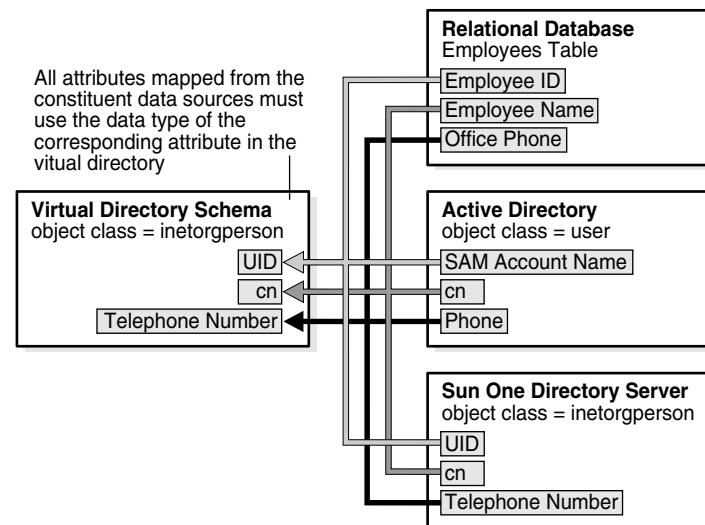 All attributes mapped from the
constituent data sources must
use the data type of the
corresponding attribute in the
vitual directory
Virtual Directory Schema
object class = inetorgperson
UID
cn
Telephone Number
Relational Database
Employees Table
Employee ID
Employee Name
Office Phone
Active Directory
object class = user
SAM Account Name
cn
Phone
Sun One Directory Server
object class = inetorgperson
UID
cn
Telephone Number